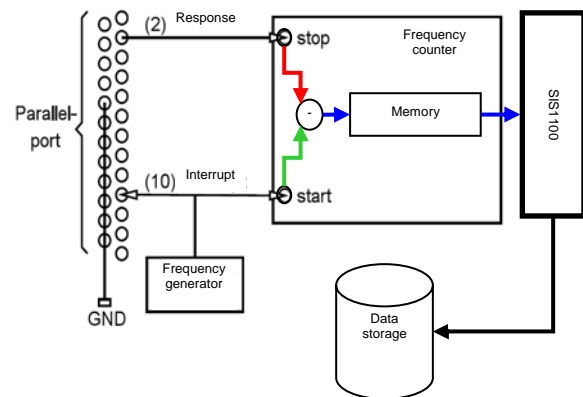 (2)
Response
stop
Frequency
counter
Parallel-
port
-
Memory
SIS1100
(10)
Interrupt
start
Frequency
generator
GND
Data
storage